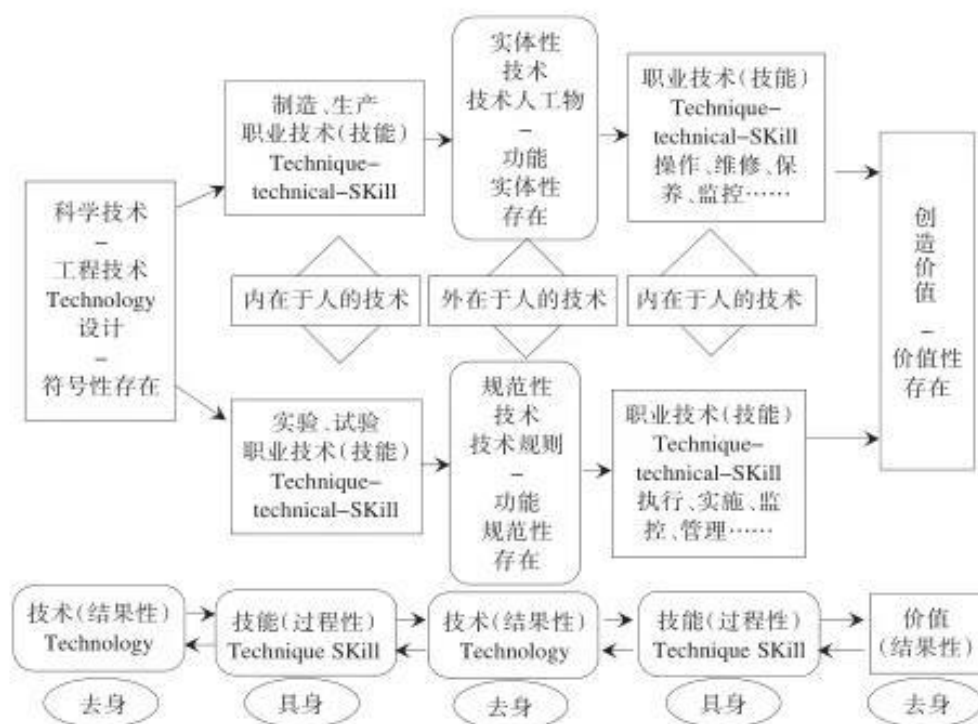 科学技术
–
工程技术
Technology
设计
–
符号性存在
制造、生产
职业技术(技能)
Technique–
technical–SKill
实体性
技术
技术人工物
–
功能
实体性
存在
职业技术(技能)
Technique–
technical–SKill
操作、维修、保
养、监控……
内在于人的技术
外在于人的技术
内在于人的技术
实验、试验
职业技术(技能)
Technique–
technical–SKill
规范性
技术
技术规则
–
功能
规范性
存在
职业技术(技能)
Technique–
technical–SKill
执行、实施、监
控、管理……
创
造
价
值
–
价值性
存在
技术(结果性)
Technology
技能(过程性)
Technique SKill
技术(结果性)
Technology
技能(过程性)
Technique SKill
价值
(结果性)
去身
具身
去身
具身
去身